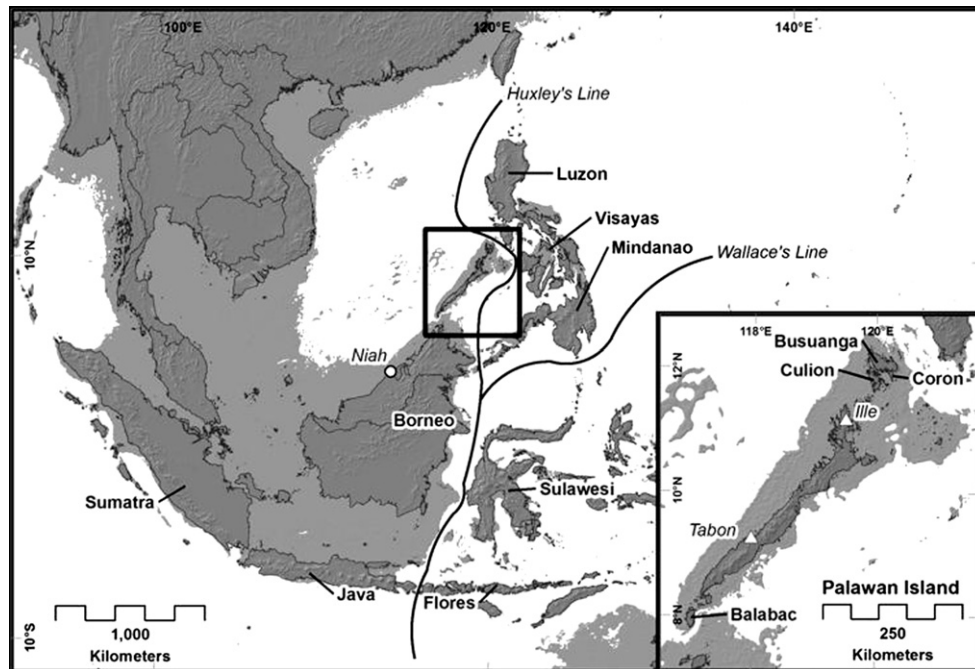 100°E
120°E
140°E
Huxley's Line
Luzon
Visayas
Mindanao
Wallace's Line
10°N
Niah
Borneo
Sumatra
Sulawesi
Java
Flores
10°S
1,000
Kilometers
118°E
120°E
Busuanga
12°N
Culion
Coron
Ille
10°N
Tabon
8°N
Balabac
Palawan Island
250
Kilometers